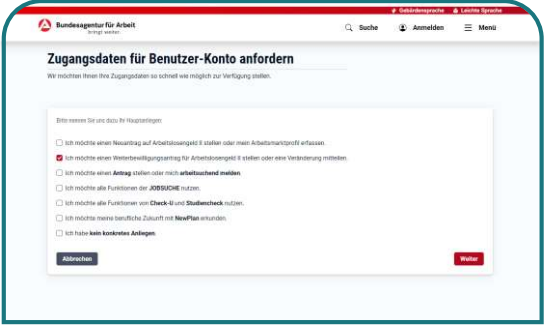 Gebärdensprache Leichte Sprache
Bundesagentur für Arbeit
bringt weiter.
Suche Anmelden Menü
Zugangsdaten für Benutzer-Konto anfordern
Wir möchten Ihnen Ihre Zugangsdaten so schnell wie möglich zur Verfügung stellen.
Bitte nennen Sie uns dazu Ihr Hauptanliegen
Ich möchte einen Neuantrag auf Arbeitslosengeld II stellen oder mein Arbeitsmarktprofil erfassen.
Ich möchte einen Weiterbewilligungsantrag für Arbeitslosengeld II stellen oder eine Veränderung mitteilen.
Ich möchte einen Antrag stellen oder mich arbeitsuchend melden.
Ich möchte alle Funktionen der JOBSUCHE nutzen.
Ich möchte alle Funktionen von Check-U und Studiencheck nutzen.
Ich möchte meine berufliche Zukunft mit NewPlan erkunden.
Ich habe kein konkretes Anliegen.
Abbrechen Weiter